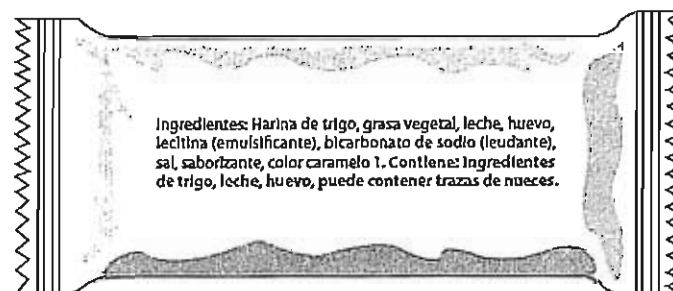 Ingredientes: Harina de trigo, grasa vegetal, leche, huevo,
lecitina (emulsificante), bicarbonato de sodio (leudante),
sal, saborizante, color caramelo 1. Contiene: Ingredientes
de trigo, leche, huevo, puede contener trazas de nueces.